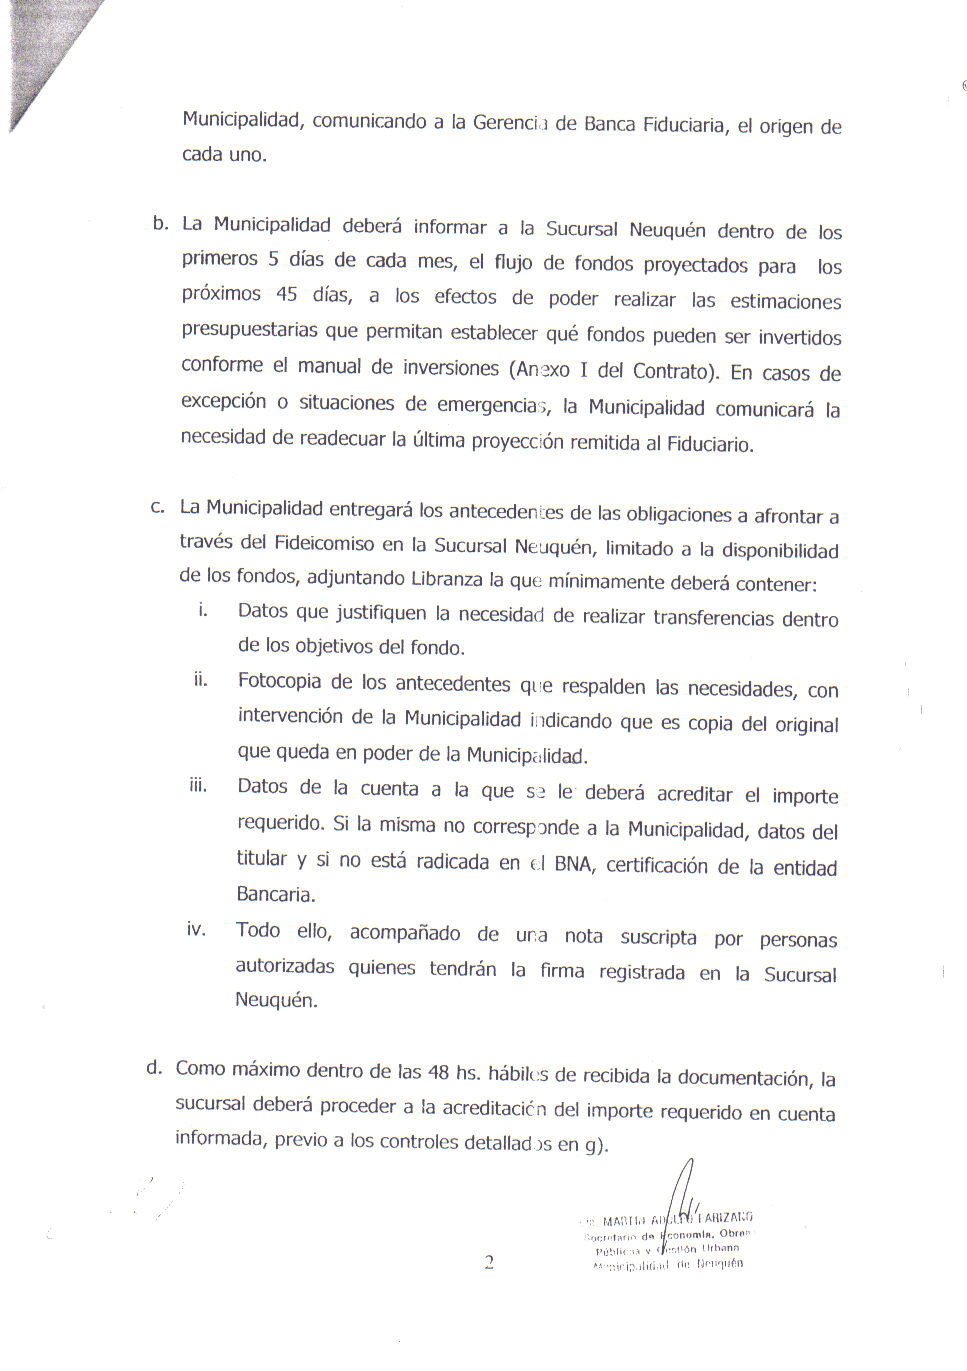 Municipalidad, comunicando a la Gerencia de Banca Fiduciaria, el origen de
cada uno.
b. La Municipalidad deberá informar a la Sucursal Neuquén dentro de los
primeros 5 días de cada mes, el flujo de fondos proyectados para los
próximos 45 días, a los efectos de poder realizar las estimaciones
presupuestarias que permitan establecer qué fondos pueden ser invertidos
conforme el manual de inversiones (Anexo I del Contrato). En casos de
excepción o situaciones de emergencias, la Municipalidad comunicará la
necesidad de readecuar la última proyección remitida al Fiduciario.
c. La Municipalidad entregará los antecedentes de las obligaciones a afrontar a
través del Fideicomiso en la Sucursal Neuquén, limitado a la disponibilidad
de los fondos, adjuntando Libranza la que mínimamente deberá contener:
i. Datos que justifiquen la necesidad de realizar transferencias dentro
de los objetivos del fondo.
ii. Fotocopia de los antecedentes que respalden las necesidades, con
intervención de la Municipalidad indicando que es copia del original
que queda en poder de la Municipalidad.
iii. Datos de la cuenta a la que se le deberá acreditar el importe
requerido. Si la misma no corresponde a la Municipalidad, datos del
titular y si no está radicada en el BNA, certificación de la entidad
Bancaria.
iv. Todo ello, acompañado de una nota suscripta por personas
autorizadas quienes tendrán la firma registrada en la Sucursal
Neuquén.
d. Como máximo dentro de las 48 hs. hábiles de recibida la documentación, la
sucursal deberá proceder a la acreditación del importe requerido en cuenta
informada, previo a los controles detallados en g).
Secretario de Economía, Obras
Públicas y Gestión Urbana
Municipalidad de Neuquén
2